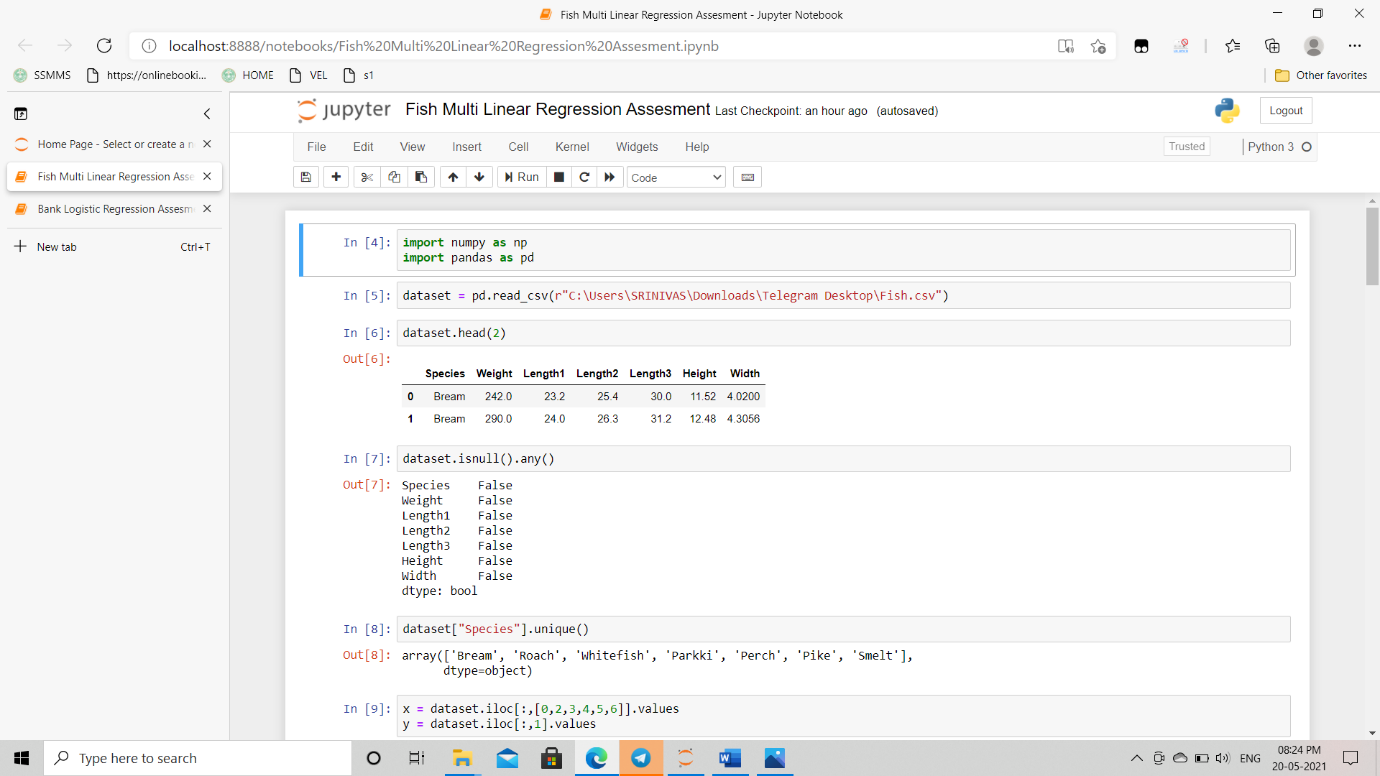 Fish Multi Linear Regression Assesment - Jupyter Notebook
localhost:8888/notebooks/Fish%20Multi%20Linear%20Regression%20Assesment.ipynb
SSMMS https://onlinebooki... HOME VEL s1 Other favorites
Home Page - Select or create a n
Fish Multi Linear Regression Asse
Bank Logistic Regression Assesm
New tab Ctrl+T
jupyter Fish Multi Linear Regression Assesment Last Checkpoint: an hour ago (autosaved) Logout
File Edit View Insert Cell Kernel Widgets Help Trusted Python 3
Run Code
In [4]: import numpy as np
import pandas as pd
In [5]: dataset = pd.read_csv(r"C:\Users\SRINIVAS\Downloads\Telegram Desktop\Fish.csv")
In [6]: dataset.head(2)
Out[6]:
Species Weight Length1 Length2 Length3 Height Width
0 Bream 242.0 23.2 25.4 30.0 11.52 4.0200
1 Bream 290.0 24.0 26.3 31.2 12.48 4.3056
In [7]: dataset.isnull().any()
Out[7]: Species False
Weight False
Length1 False
Length2 False
Length3 False
Height False
Width False
dtype: bool
In [8]: dataset["Species"].unique()
Out[8]: array(['Bream', 'Roach', 'Whitefish', 'Parkki', 'Perch', 'Pike', 'Smelt'],
dtype=object)
In [9]: x = dataset.iloc[:,[0,2,3,4,5,6]].values
y = dataset.iloc[:,1].values
Type here to search
ENG
08:24 PM
20-05-2021